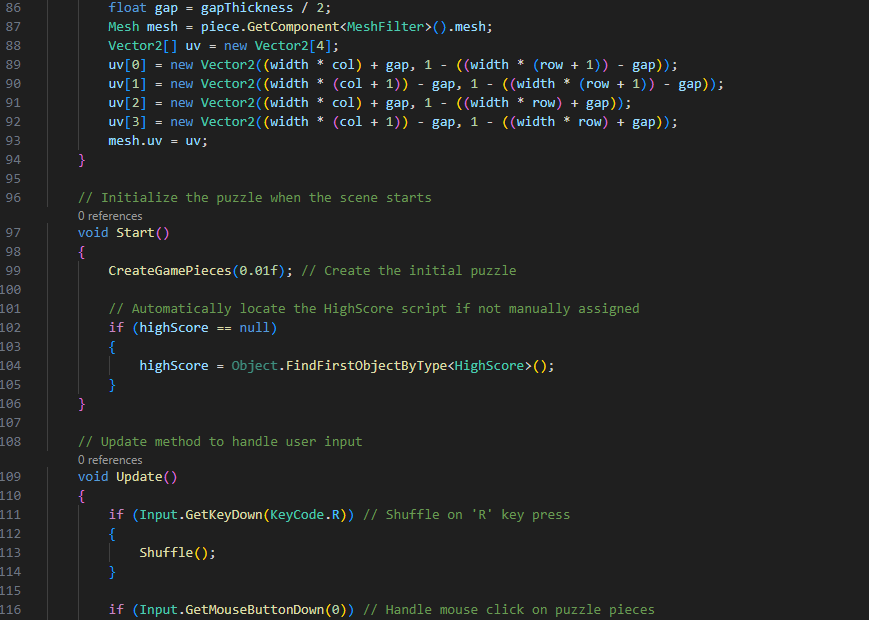 86 float gap = gapThickness / 2;
87 Mesh mesh = piece.GetComponent<MeshFilter>().mesh;
88 Vector2[] uv = new Vector2[4];
89 uv[0] = new Vector2((width * col) + gap, 1 - ((width * (row + 1)) - gap));
90 uv[1] = new Vector2((width * (col + 1)) - gap, 1 - ((width * (row + 1)) - gap));
91 uv[2] = new Vector2((width * col) + gap, 1 - ((width * row) + gap));
92 uv[3] = new Vector2((width * (col + 1)) - gap, 1 - ((width * row) + gap));
93 mesh.uv = uv;
94 }
95
96 // Initialize the puzzle when the scene starts
0 references
97 void Start()
98 {
99 CreateGamePieces(0.01f); // Create the initial puzzle
100
101 // Automatically locate the HighScore script if not manually assigned
102 if (highScore == null)
103 {
104 highScore = Object.FindFirstObjectByType<HighScore>();
105 }
106 }
107
108 // Update method to handle user input
0 references
109 void Update()
110 {
111 if (Input.GetKeyDown(KeyCode.R)) // Shuffle on 'R' key press
112 {
113 Shuffle();
114 }
115
116 if (Input.GetMouseButtonDown(0)) // Handle mouse click on puzzle pieces